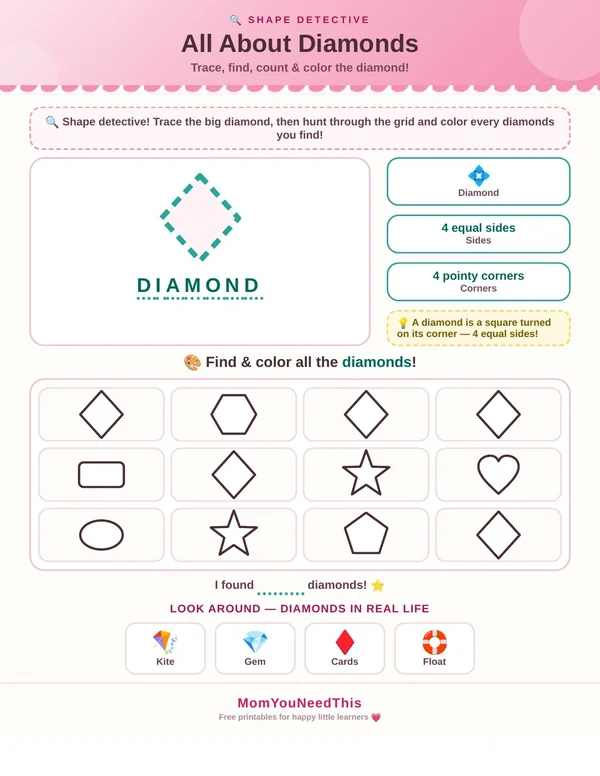 🔍 SHAPE DETECTIVE
All About Diamonds
Trace, find, count & color the diamond!
🔍 Shape detective! Trace the big diamond, then hunt through the grid and color every diamonds
you find!
DIAMOND
Diamond
4 equal sides
Sides
4 pointy corners
Corners
💡 A diamond is a square turned
on its corner — 4 equal sides!
🎨 Find & color all the diamonds!
I found ......... diamonds! ⭐
LOOK AROUND — DIAMONDS IN REAL LIFE
Kite
Gem
Cards
Float
MomYouNeedThis
Free printables for happy little learners 💗